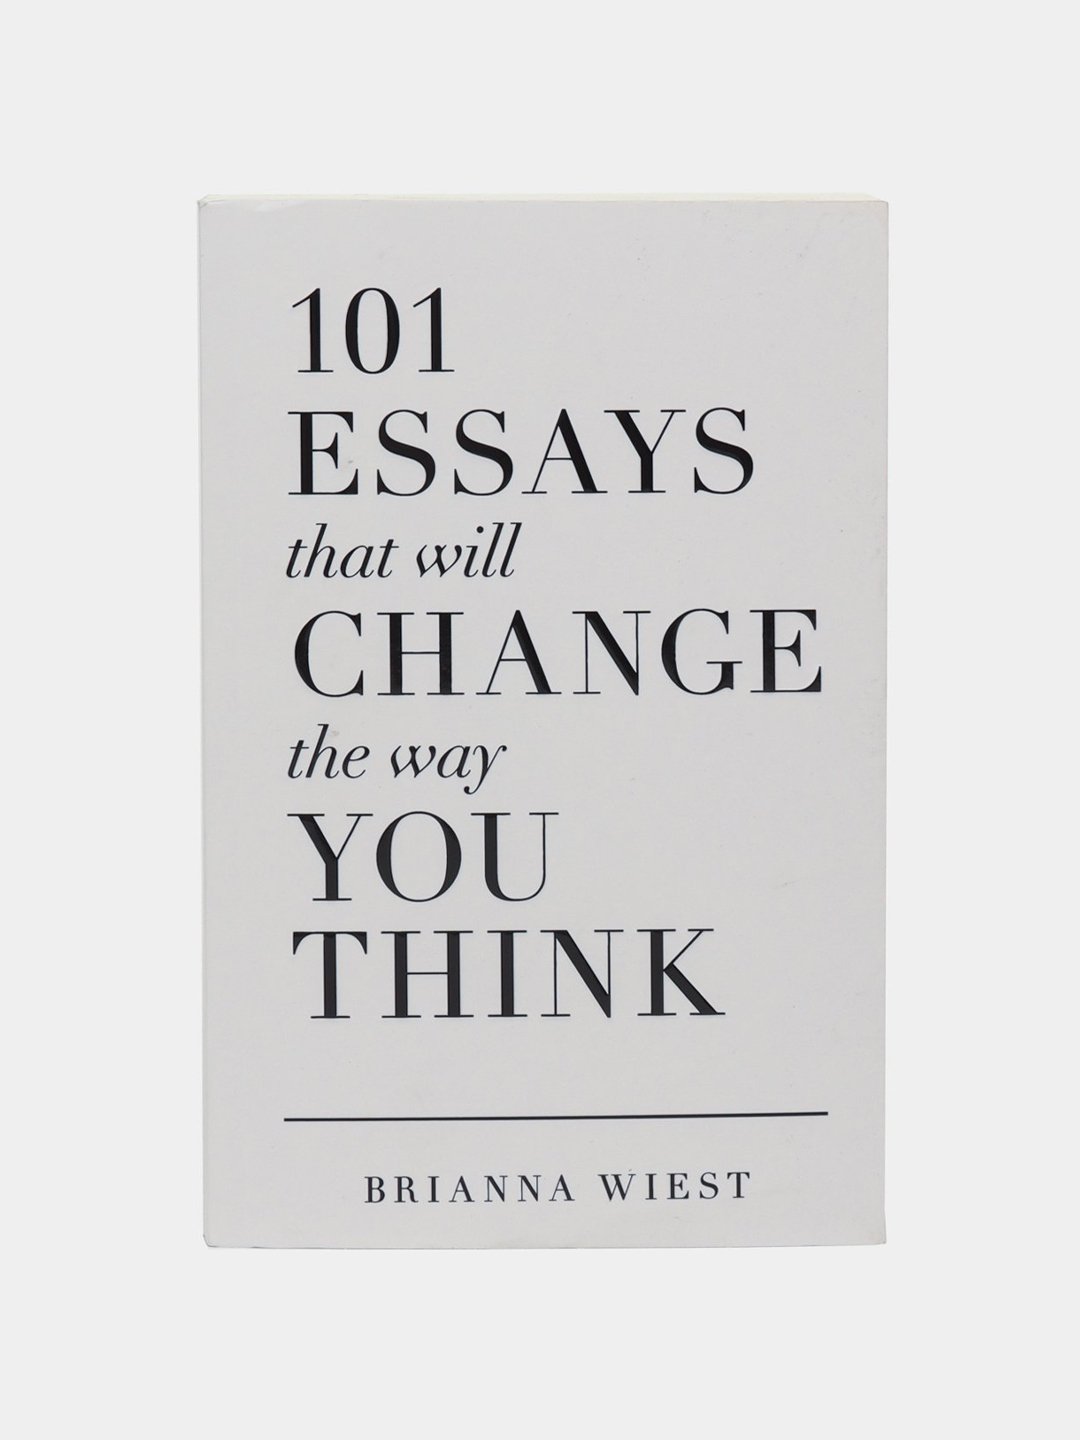 101
ESSAYS
that will
CHANGE
the way
YOU
THINK
BRIANNA WIEST